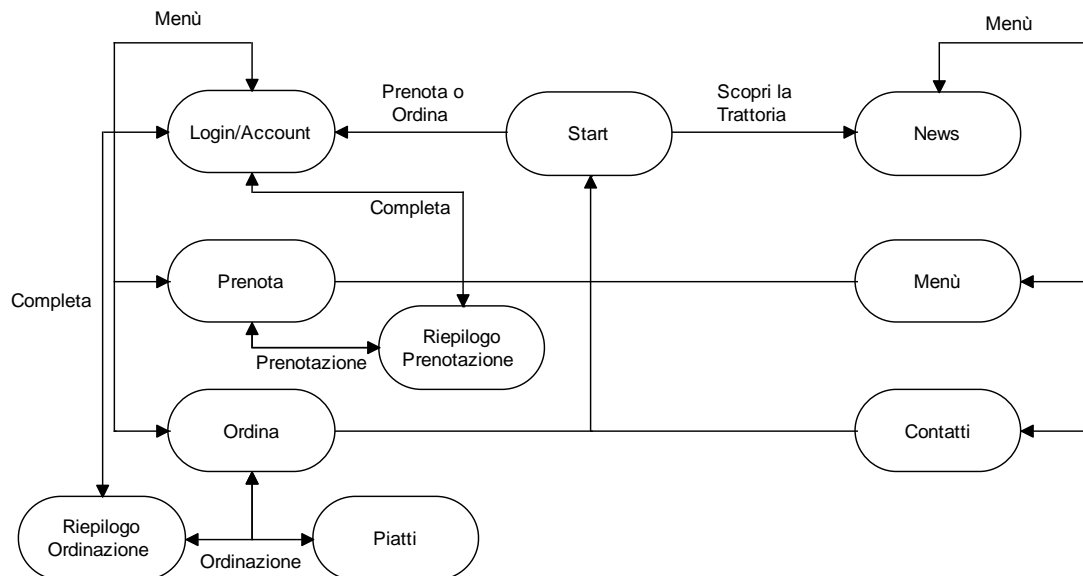 Menù
Menù
Prenota o
Ordina
Scopri la
Trattoria
Login/Account
Start
News
Completa
Prenota
Menù
Completa
Riepilogo
Prenotazione
Prenotazione
Ordina
Contatti
Riepilogo
Ordinazione
Ordinazione
Piatti